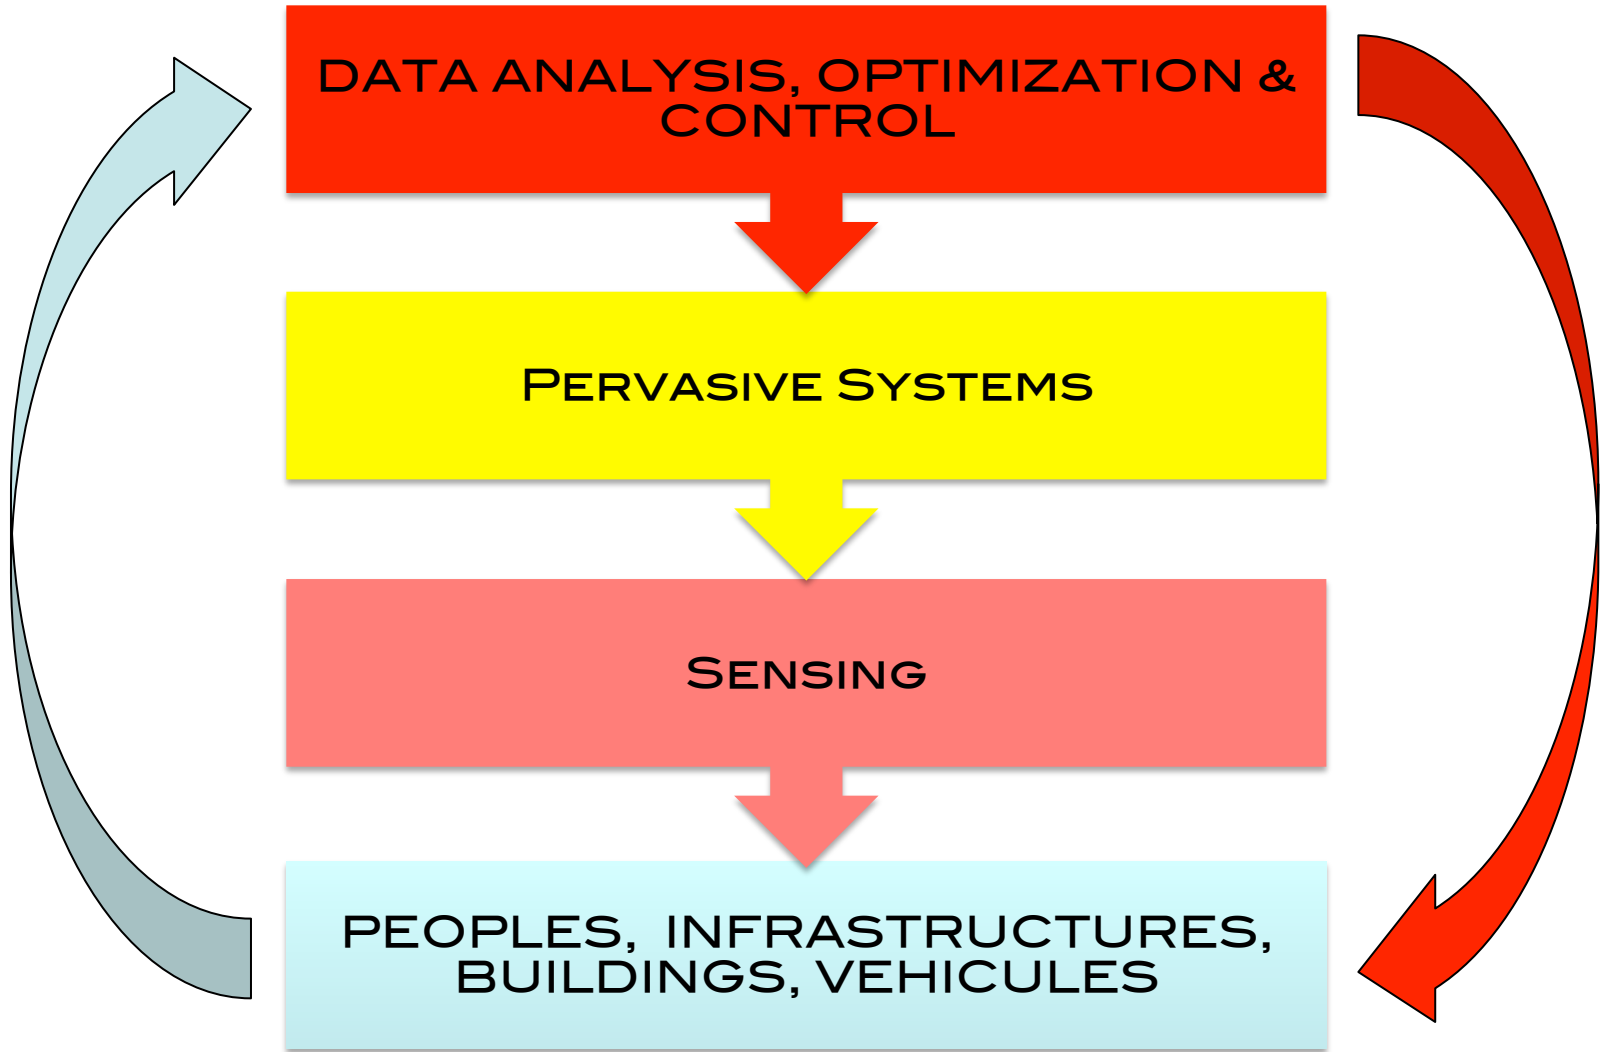 DATA ANALYSIS, OPTIMIZATION &
CONTROL
Pervasive Systems
Sensing
PEOPLES, INFRASTRUCTURES,
BUILDINGS, VEHICULES